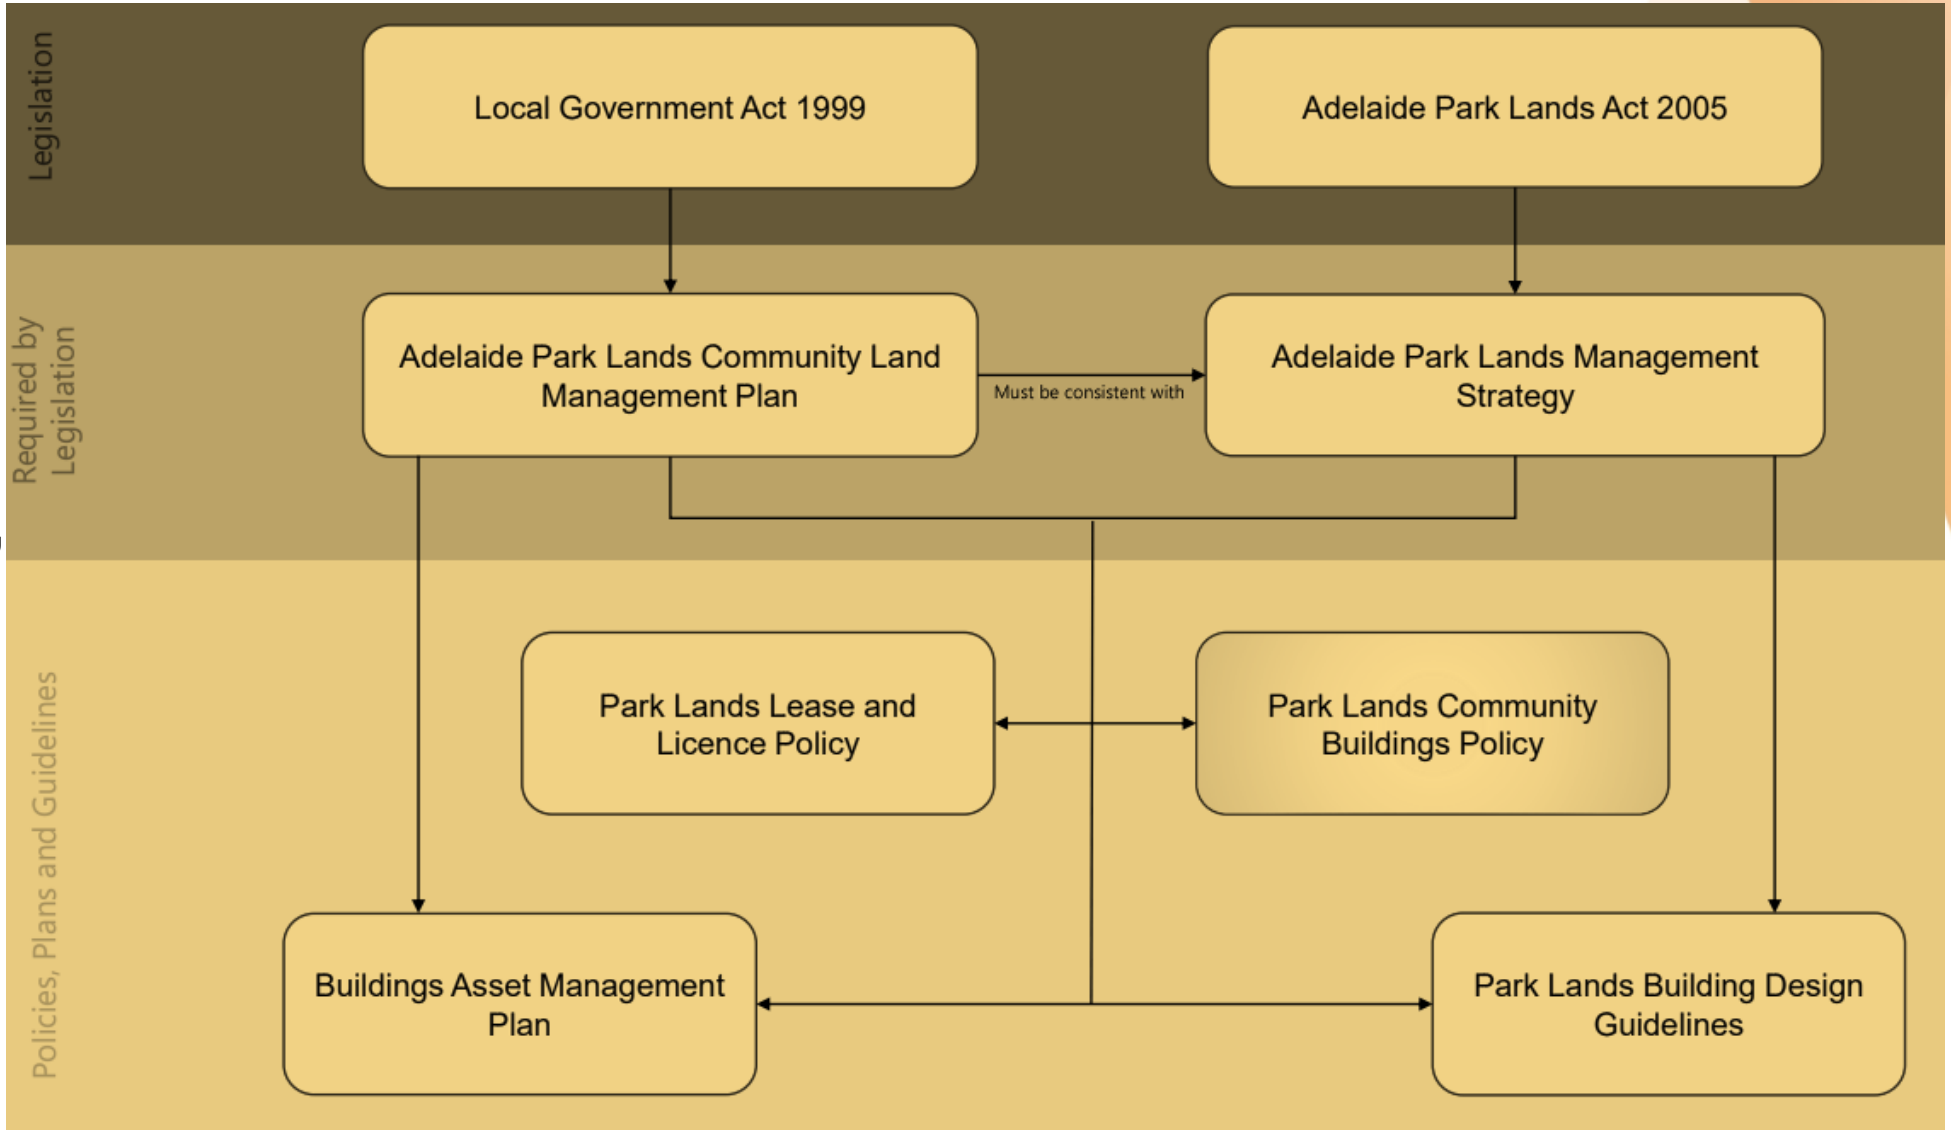 Legislation
Local Government Act 1999
Adelaide Park Lands Act 2005
Required by
Legislation
Adelaide Park Lands Community Land
Management Plan
Must be consistent with
Adelaide Park Lands Management
Strategy
Policies, Plans and Guidelines
Park Lands Lease and
Licence Policy
Park Lands Community
Buildings Policy
Buildings Asset Management
Plan
Park Lands Building Design
Guidelines